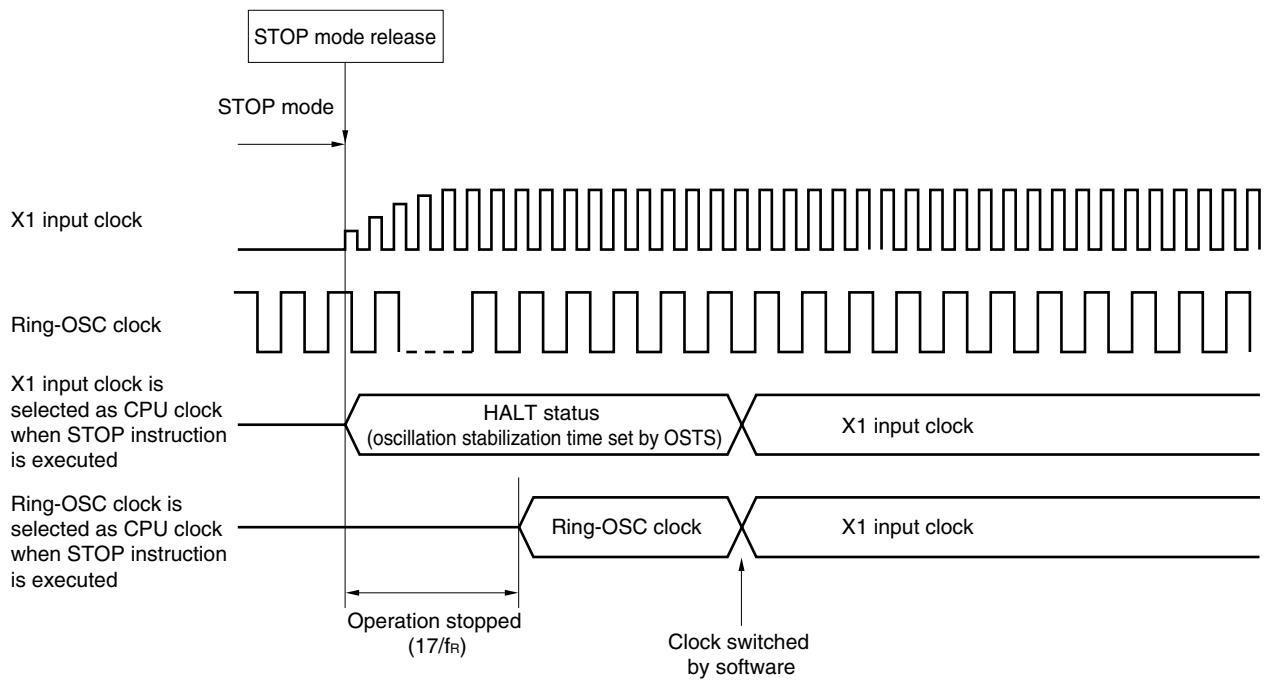 STOP mode release
STOP mode
X1 input clock
Ring-OSC clock
X1 input clock is
selected as CPU clock
when STOP instruction
is executed
HALT status
(oscillation stabilization time set by OSTS)
X1 input clock
Ring-OSC clock is
selected as CPU clock
when STOP instruction
is executed
Ring-OSC clock
X1 input clock
Operation stopped
(17/fR)
Clock switched
by software